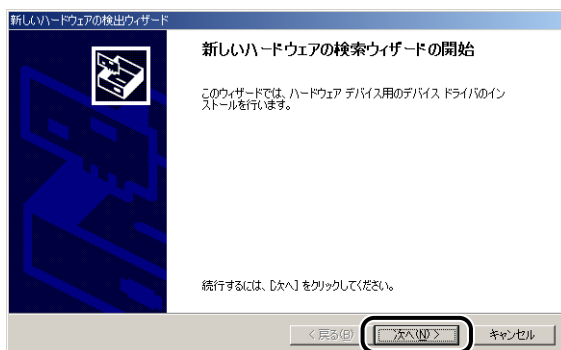 新しいハードウェアの検出ウィザード
新しいハードウェアの検索ウィザードの開始
このウィザードでは、ハードウェア デバイス用のデバイス ドライバのイン
ストールを行います。
続行するには、[次へ] をクリックしてください。
< 戻る(B) 次へ(N) > キャンセル